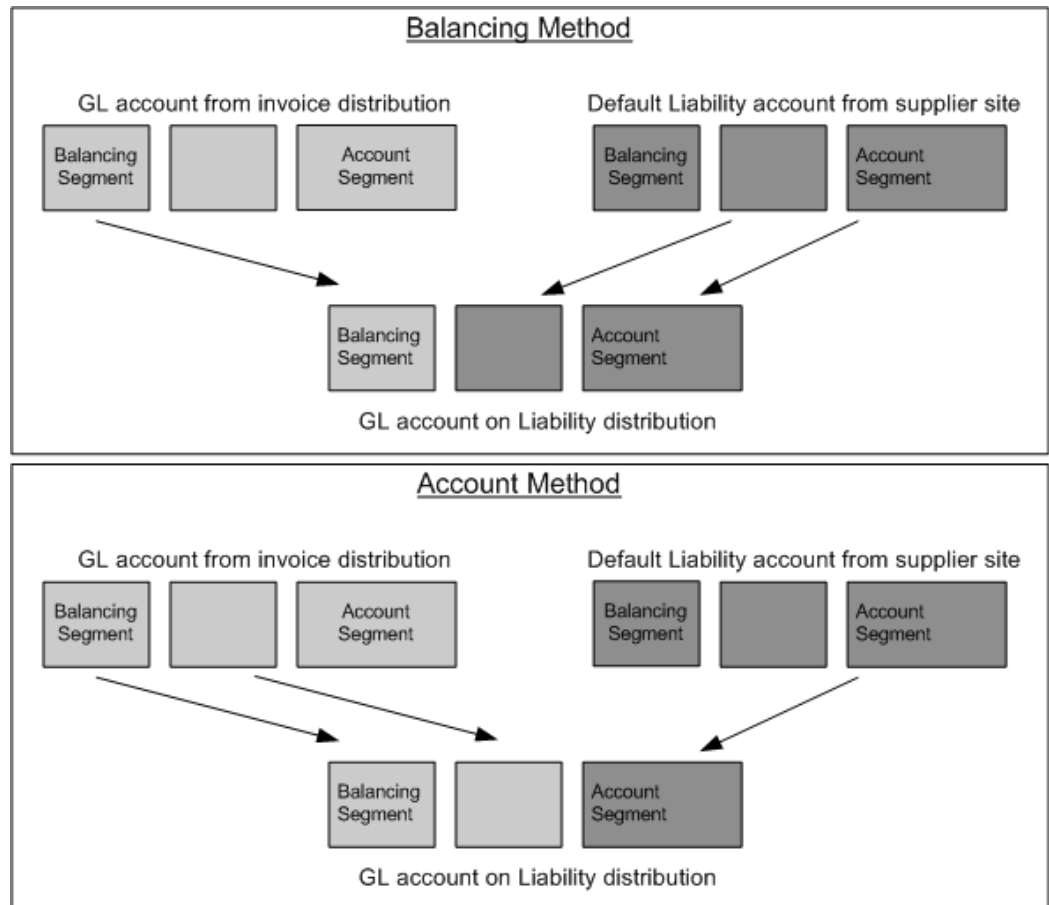 Balancing Method
GL account from invoice distribution
Default Liability account from supplier site
Balancing
Segment
Account
Segment
Balancing
Segment
Account
Segment
Balancing
Segment
Account
Segment
GL account on Liability distribution
Account Method
GL account from invoice distribution
Default Liability account from supplier site
Balancing
Segment
Account
Segment
Balancing
Segment
Account
Segment
Balancing
Segment
Account
Segment
GL account on Liability distribution